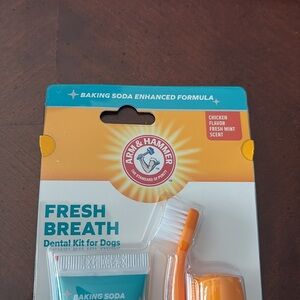 BAKING SODA ENHANCED FORMULA
CHICKEN
FLAVOR
FRESH MINT
SCENT
ARM & HAMMER
THE STANDARD OF PURITY
FRESH
BREATH
Dental Kit for Dogs
BAKING SODA